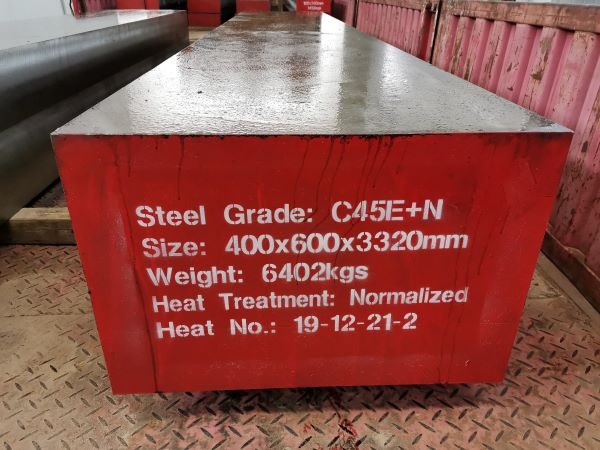 Steel Grade: C45E+N
Size: 400x600x3320mm
Weight: 6402kgs
Heat Treatment: Normalized
Heat No.: 19-12-21-2